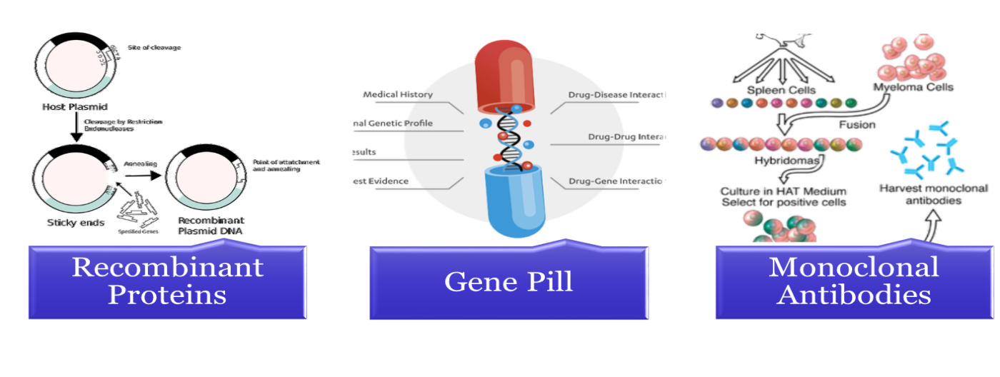 Site of cleavage
Host Plasmid
Cleavage by Restriction
Endonucleases
Annealing
Point of attatchment
and annealing
Sticky ends
Specified Genes
Recombinant
Plasmid DNA
Recombinant
Proteins
Medical History
nal Genetic Profile
esults
est Evidence
Drug-Disease Interacti
Drug-Drug Intera
Drug-Gene Interactio
Gene Pill
Spleen Cells
Myeloma Cells
Fusion
Hybridomas
Culture in HAT Medium
Select for positive cells
Harvest monoclonal
antibodies
Monoclonal
Antibodies